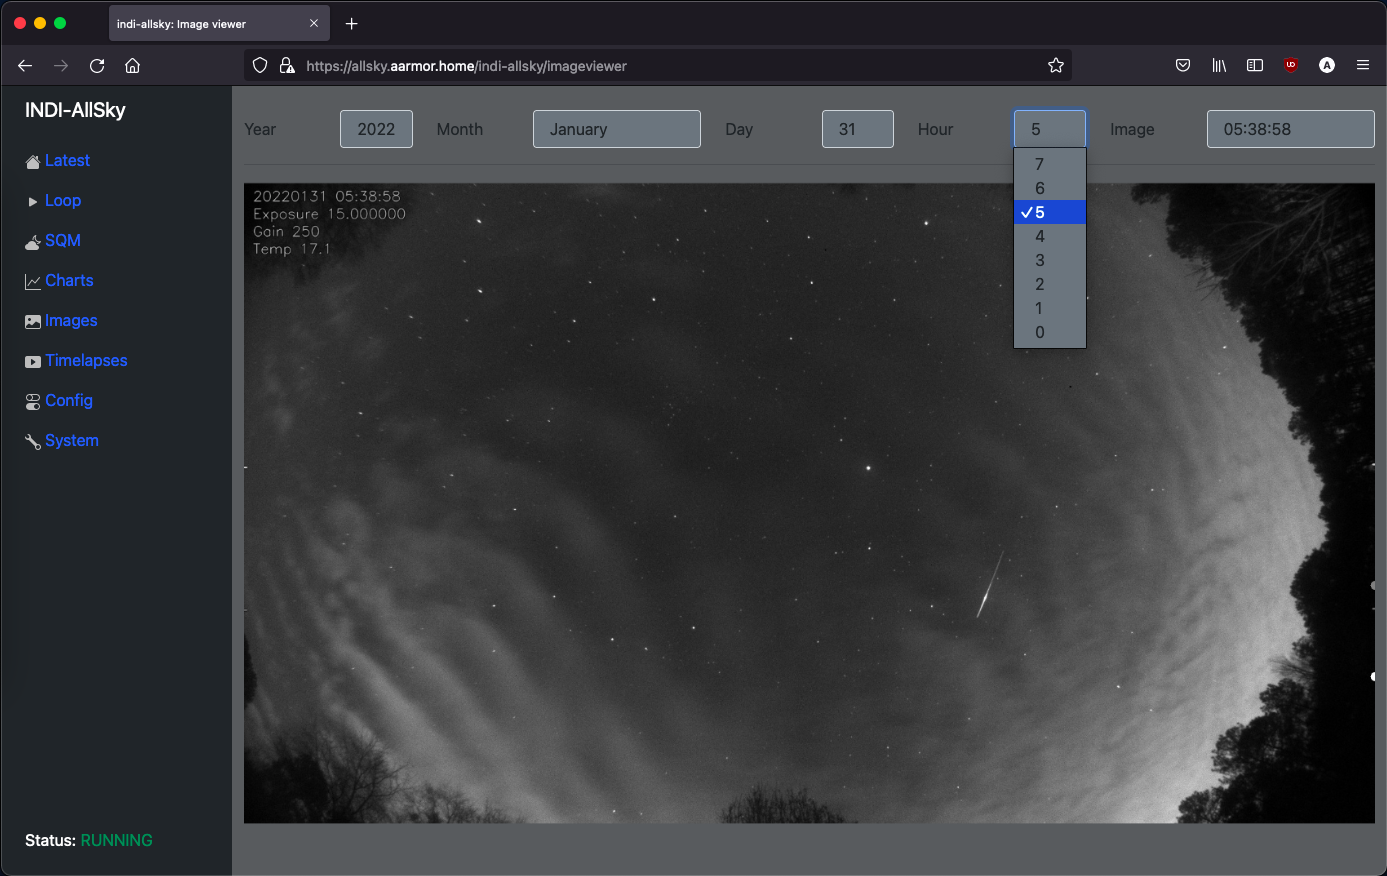 indi-allsky: Image viewer
https://allsky.aarmor.home/indi-allsky/imageviewer
A
INDI-AllSky
Latest
Loop
SQM
Charts
Images
Timelapses
Config
System
Status: RUNNING
Year 2022 Month January Day 31 Hour 5 Image 05:38:58
7
6
✓5
4
3
2
1
0
20220131 05:38:58
Exposure 15.000000
Gain 250
Temp 17.1